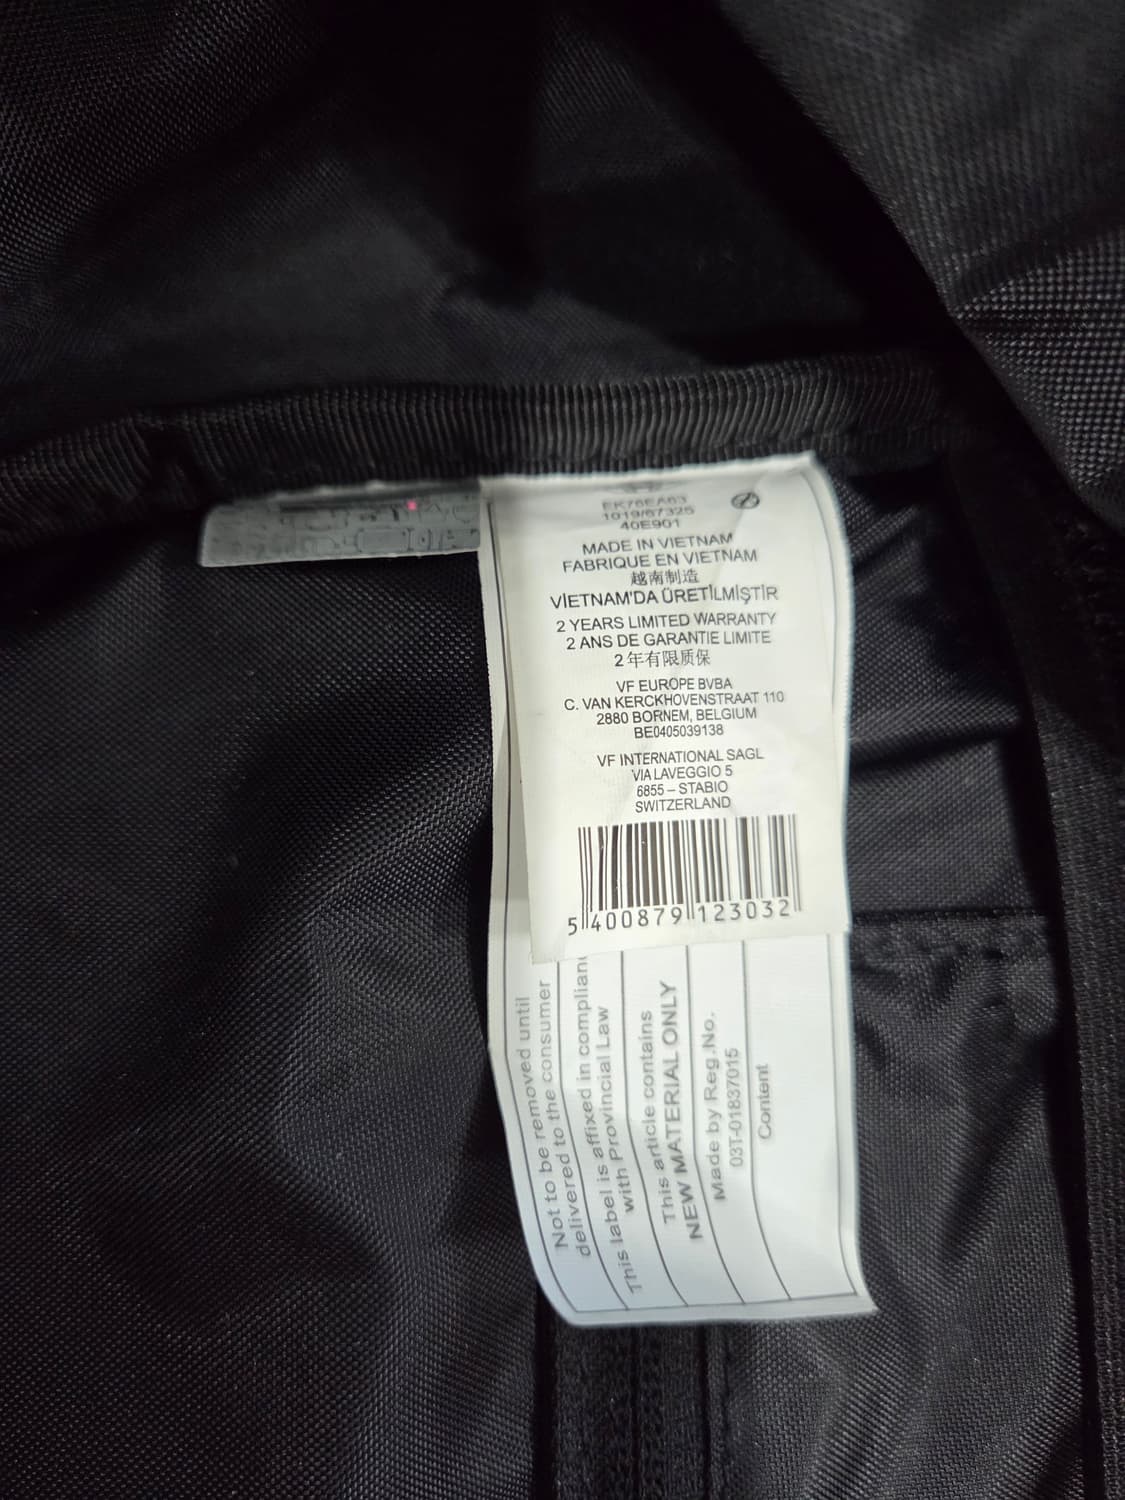 EK76EA63
1019/67325
40E901
MADE IN VIETNAM
FABRIQUE EN VIETNAM
越南制造
VİETNAM'DA ÜRETİLMİŞTİR
2 YEARS LIMITED WARRANTY
2 ANS DE GARANTIE LIMITE
2年有限质保
VF EUROPE BVBA
C. VAN KERCKHOVENSTRAAT 110
2880 BORNEM, BELGIUM
BE0405039138
VF INTERNATIONAL SAGL
VIA LAVEGGIO 5
6855 – STABIO
SWITZERLAND
5 400879 123032
Not to be removed until
delivered to the consumer
This label is affixed in
with Provincial Law
This article contains
NEW MATERIAL ONLY
Made by Reg.No.
03T-01837015
Content